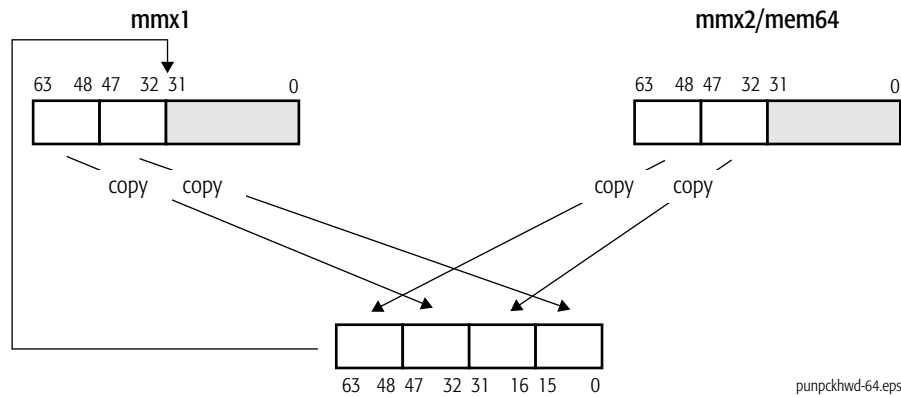 mmx1 mmx2/mem64
63 48 47 32 31 0 63 48 47 32 31 0
copy copy copy copy
63 48 47 32 31 16 15 0
punpckhwd-64.eps